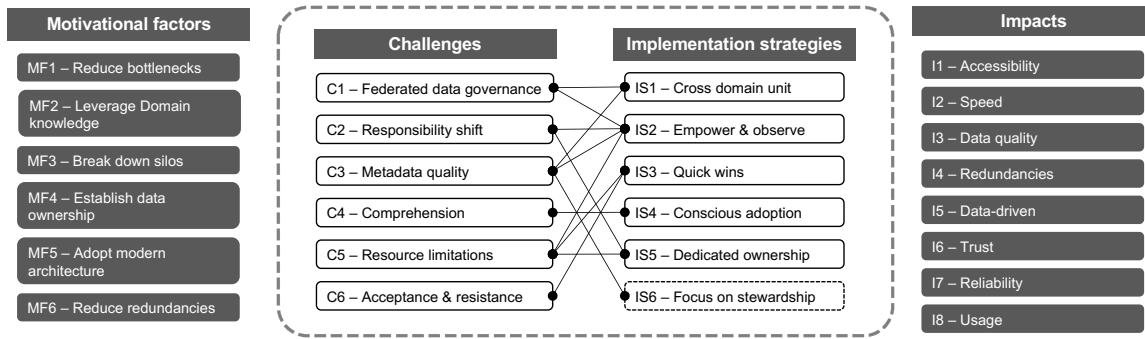 Motivational factors
MF1 – Reduce bottlenecks
MF2 – Leverage Domain
knowledge
MF3 – Break down silos
MF4 – Establish data
ownership
MF5 – Adopt modern
architecture
MF6 – Reduce redundancies
Challenges
C1 – Federated data governance
C2 – Responsibility shift
C3 – Metadata quality
C4 – Comprehension
C5 – Resource limitations
C6 – Acceptance & resistance
Implementation strategies
IS1 – Cross domain unit
IS2 – Empower & observe
IS3 – Quick wins
IS4 – Conscious adoption
IS5 – Dedicated ownership
IS6 – Focus on stewardship
Impacts
I1 – Accessibility
I2 – Speed
I3 – Data quality
I4 – Redundancies
I5 – Data-driven
I6 – Trust
I7 – Reliability
I8 – Usage